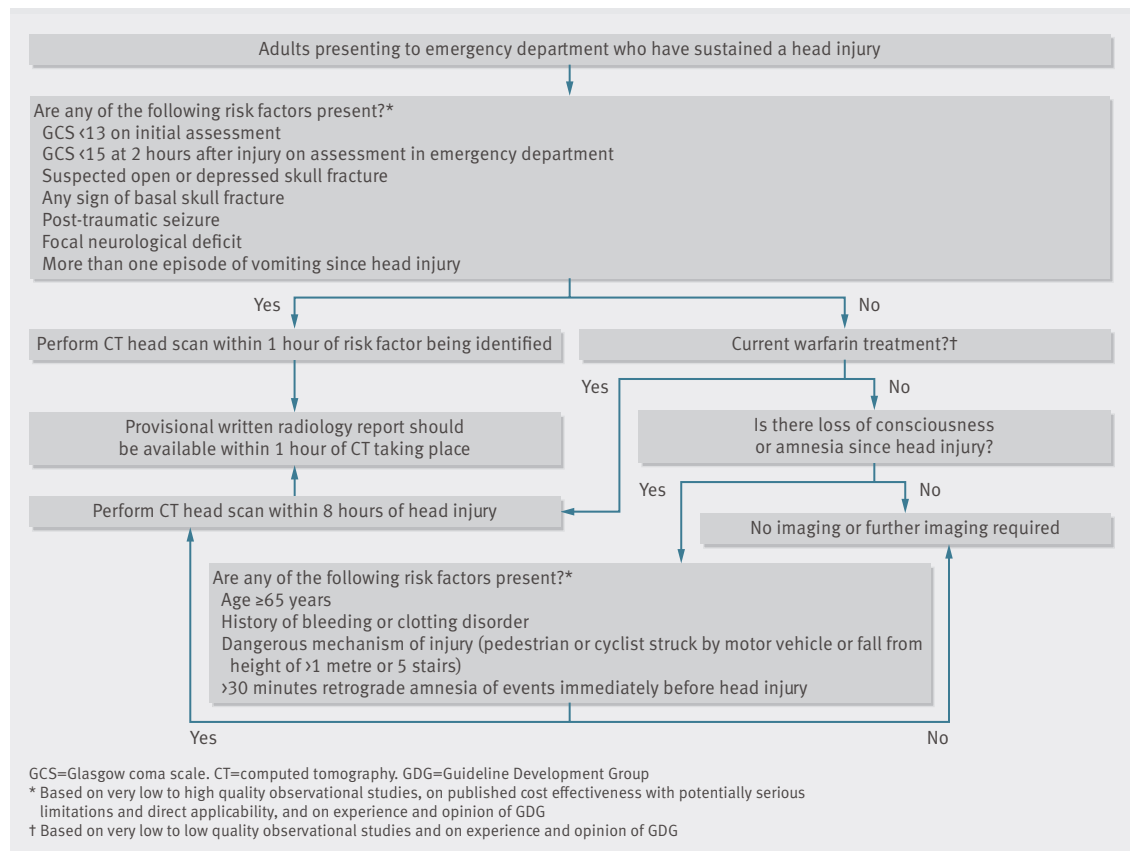 Adults presenting to emergency department who have sustained a head injury
Are any of the following risk factors present?*
GCS <13 on initial assessment
GCS <15 at 2 hours after injury on assessment in emergency department
Suspected open or depressed skull fracture
Any sign of basal skull fracture
Post-traumatic seizure
Focal neurological deficit
More than one episode of vomiting since head injury
Yes
No
Perform CT head scan within 1 hour of risk factor being identified
Current warfarin treatment?†
Yes
No
Provisional written radiology report should
be available within 1 hour of CT taking place
Is there loss of consciousness
or amnesia since head injury?
Yes
No
Perform CT head scan within 8 hours of head injury
No imaging or further imaging required
Are any of the following risk factors present?*
Age ≥65 years
History of bleeding or clotting disorder
Dangerous mechanism of injury (pedestrian or cyclist struck by motor vehicle or fall from
height of >1 metre or 5 stairs)
>30 minutes retrograde amnesia of events immediately before head injury
Yes
No
GCS=Glasgow coma scale. CT=computed tomography. GDG=Guideline Development Group
* Based on very low to high quality observational studies, on published cost effectiveness with potentially serious
limitations and direct applicability, and on experience and opinion of GDG
† Based on very low to low quality observational studies and on experience and opinion of GDG